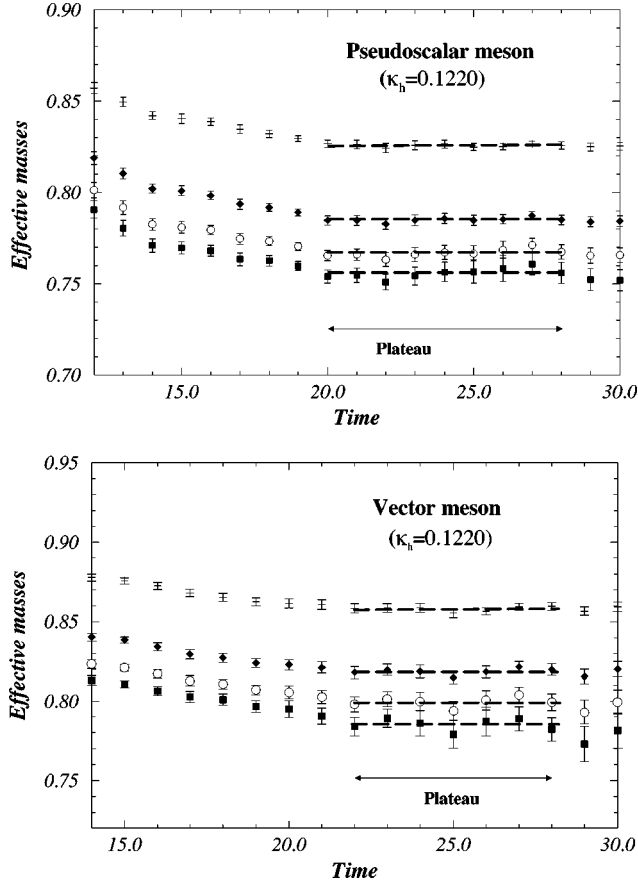 0.90
Pseudoscalar meson
(κh=0.1220)
0.85
0.80
0.75
0.70
Effective masses
Plateau
15.0 20.0 25.0 30.0
Time
0.95
Vector meson
(κh=0.1220)
0.90
0.85
0.80
0.75
Effective masses
Plateau
15.0 20.0 25.0 30.0
Time